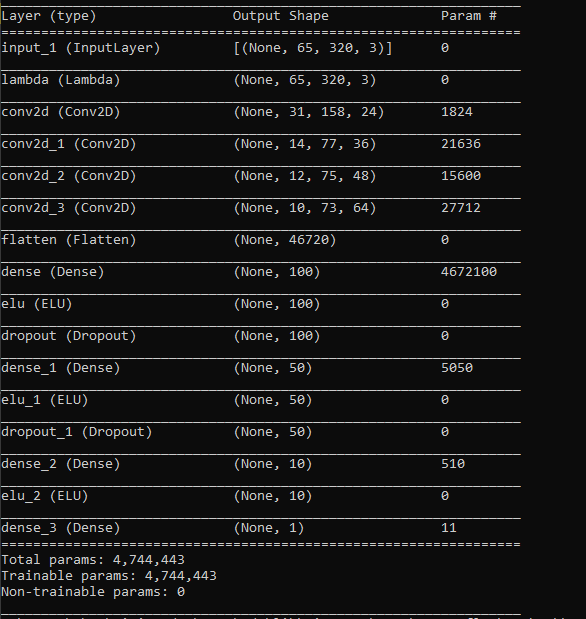 Layer (type) Output Shape Param #
input_1 (InputLayer) [(None, 65, 320, 3)] 0
lambda (Lambda) (None, 65, 320, 3) 0
conv2d (Conv2D) (None, 31, 158, 24) 1824
conv2d_1 (Conv2D) (None, 14, 77, 36) 21636
conv2d_2 (Conv2D) (None, 12, 75, 48) 15600
conv2d_3 (Conv2D) (None, 10, 73, 64) 27712
flatten (Flatten) (None, 46720) 0
dense (Dense) (None, 100) 4672100
elu (ELU) (None, 100) 0
dropout (Dropout) (None, 100) 0
dense_1 (Dense) (None, 50) 5050
elu_1 (ELU) (None, 50) 0
dropout_1 (Dropout) (None, 50) 0
dense_2 (Dense) (None, 10) 510
elu_2 (ELU) (None, 10) 0
dense_3 (Dense) (None, 1) 11
Total params: 4,744,443
Trainable params: 4,744,443
Non-trainable params: 0